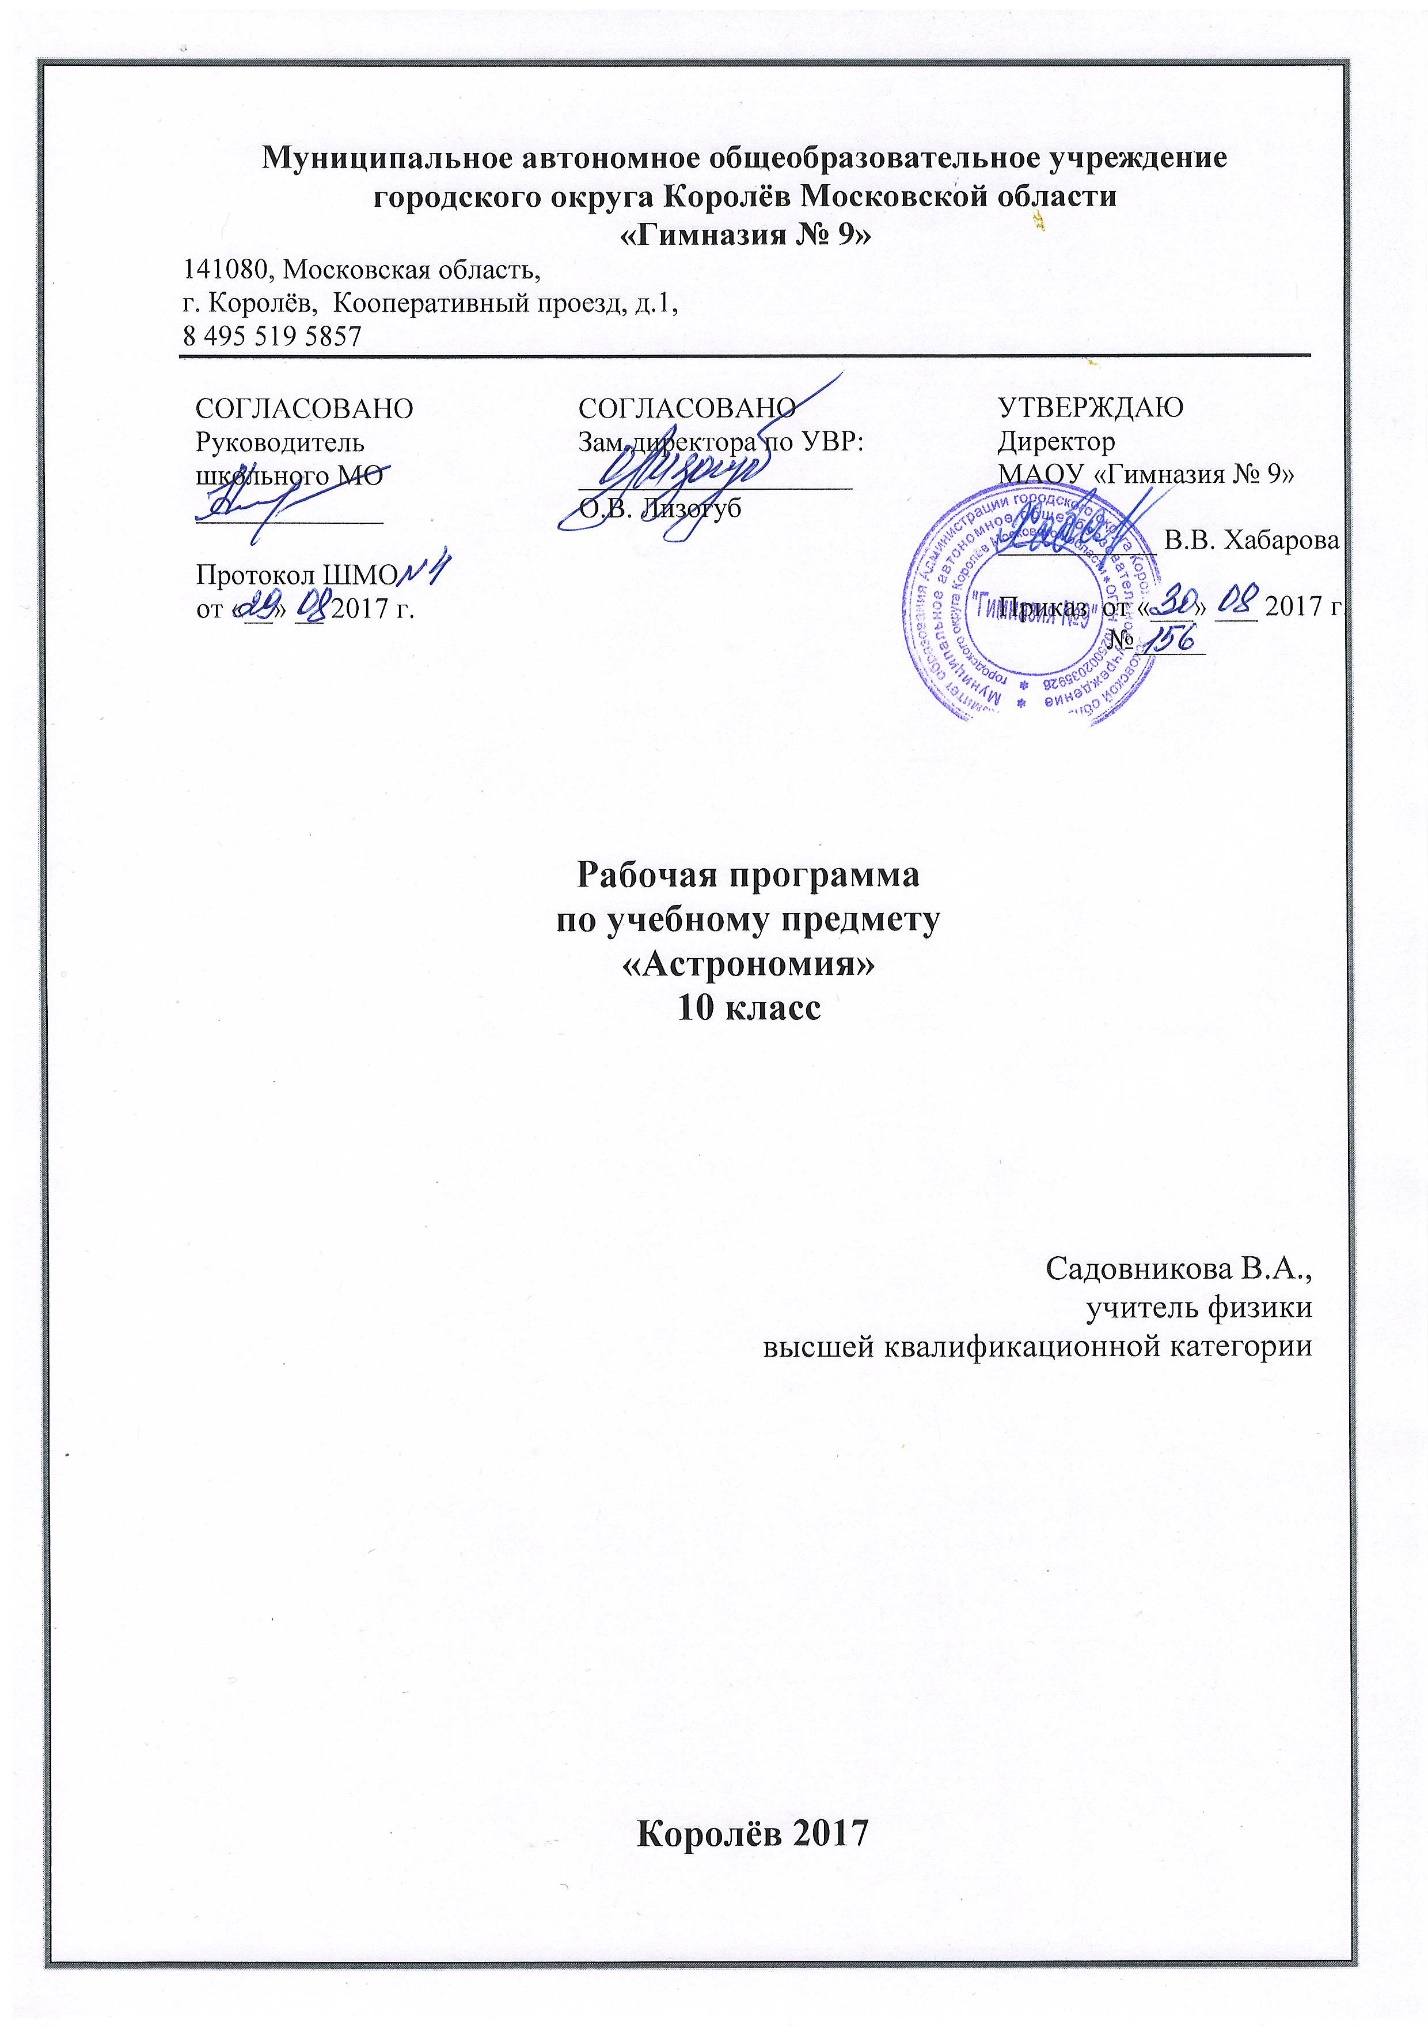 Муниципальное автономное общеобразовательное учреждение
городского округа Королёв Московской области
«Гимназия № 9»
141080, Московская область,
г. Королёв, Кооперативный проезд, д.1,
8 495 519 5857
СОГЛАСОВАНО
Руководитель
школьного МО
Протокол ШМО
от «29» 08 2017 г.
СОГЛАСОВАНО
Зам.директора по УВР:
О.В. Лизогуб
УТВЕРЖДАЮ
Директор
МАОУ «Гимназия № 9»
В.В. Хабарова
Приказ от «30» 08 2017 г.
№ 156
"Гимназия №9"
Рабочая программа
по учебному предмету
«Астрономия»
10 класс
Садовникова В.А.,
учитель физики
высшей квалификационной категории
Королёв 2017